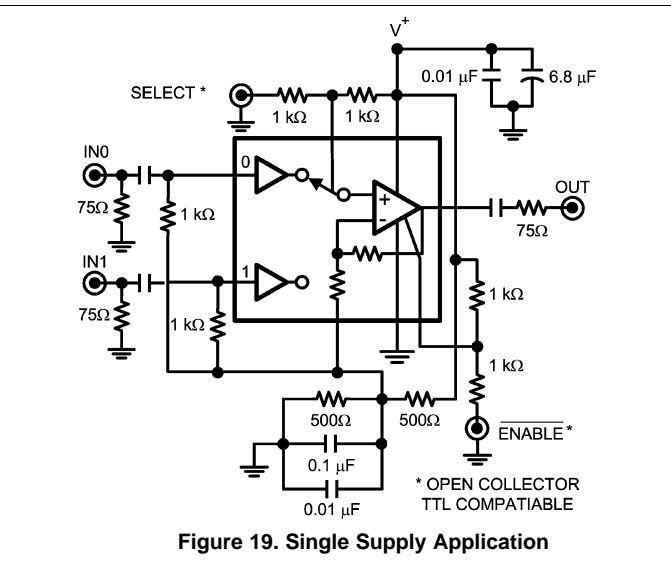 V+
0.01 µF
6.8 µF
SELECT *
1 kΩ
1 kΩ
IN0
0
75Ω
1 kΩ
+
-
OUT
75Ω
IN1
1
75Ω
1 kΩ
1 kΩ
1 kΩ
500Ω
500Ω
0.1 µF
0.01 µF
ENABLE *
* OPEN COLLECTOR
TTL COMPATIABLE
Figure 19. Single Supply Application